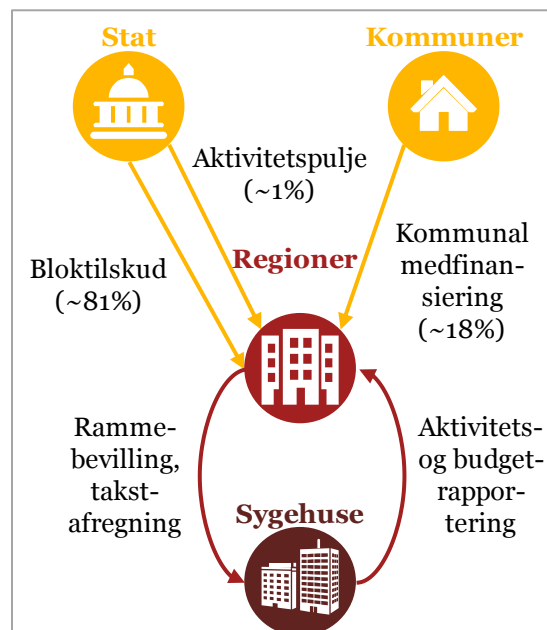 Stat
Kommuner
Aktivitetspulje
(~1%)
Bloktilskud
(~81%)
Regioner
Kommunal
medfinan-
siering
(~18%)
Ramme-
bevilling,
takst-
afregning
Aktivitets-
og budget-
rappor-
tering
Sygehuse